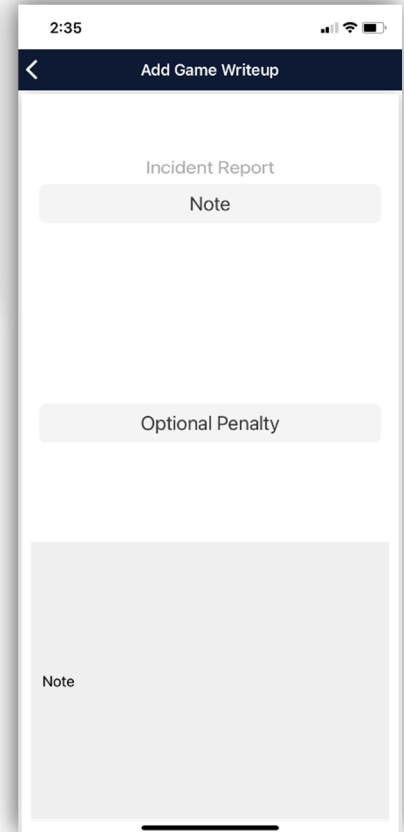 2:35
Add Game Writeup
Incident Report
Note
Optional Penalty
Note